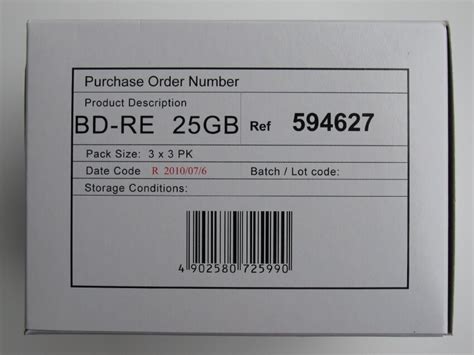 Purchase Order Number
Product Description
BD-RE 25GB Ref 594627
Pack Size: 3 x 3 PK
Date Code R 2010/07/6 Batch / Lot code:
Storage Conditions:
4 902580 725990